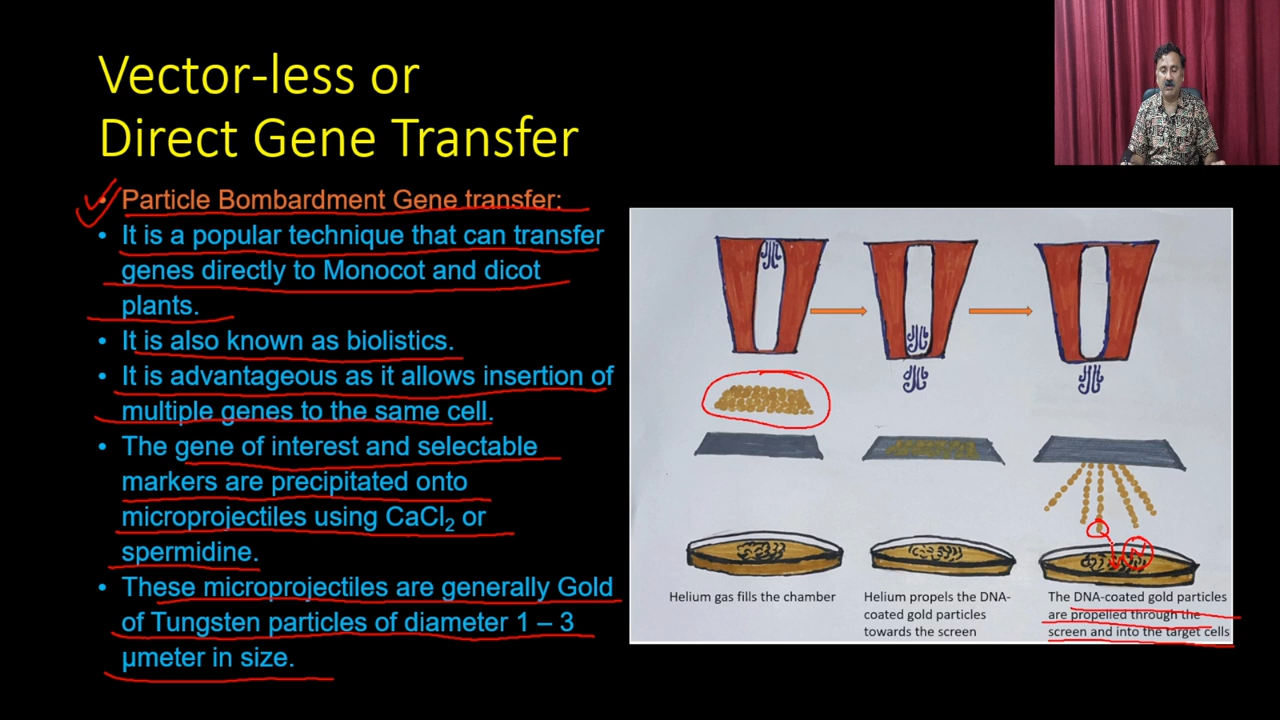 Vector-less or
Direct Gene Transfer
• Particle Bombardment Gene transfer:
• It is a popular technique that can transfer
genes directly to Monocot and dicot
plants.
• It is also known as biolistics.
• It is advantageous as it allows insertion of
multiple genes to the same cell.
• The gene of interest and selectable
markers are precipitated onto
microprojectiles using CaCl₂ or
spermidine.
• These microprojectiles are generally Gold
of Tungsten particles of diameter 1 – 3
µmeter in size.
Helium gas fills the chamber
Helium propels the DNA-
coated gold particles
towards the screen
The DNA-coated gold particles
are propelled through the
screen and into the target cells